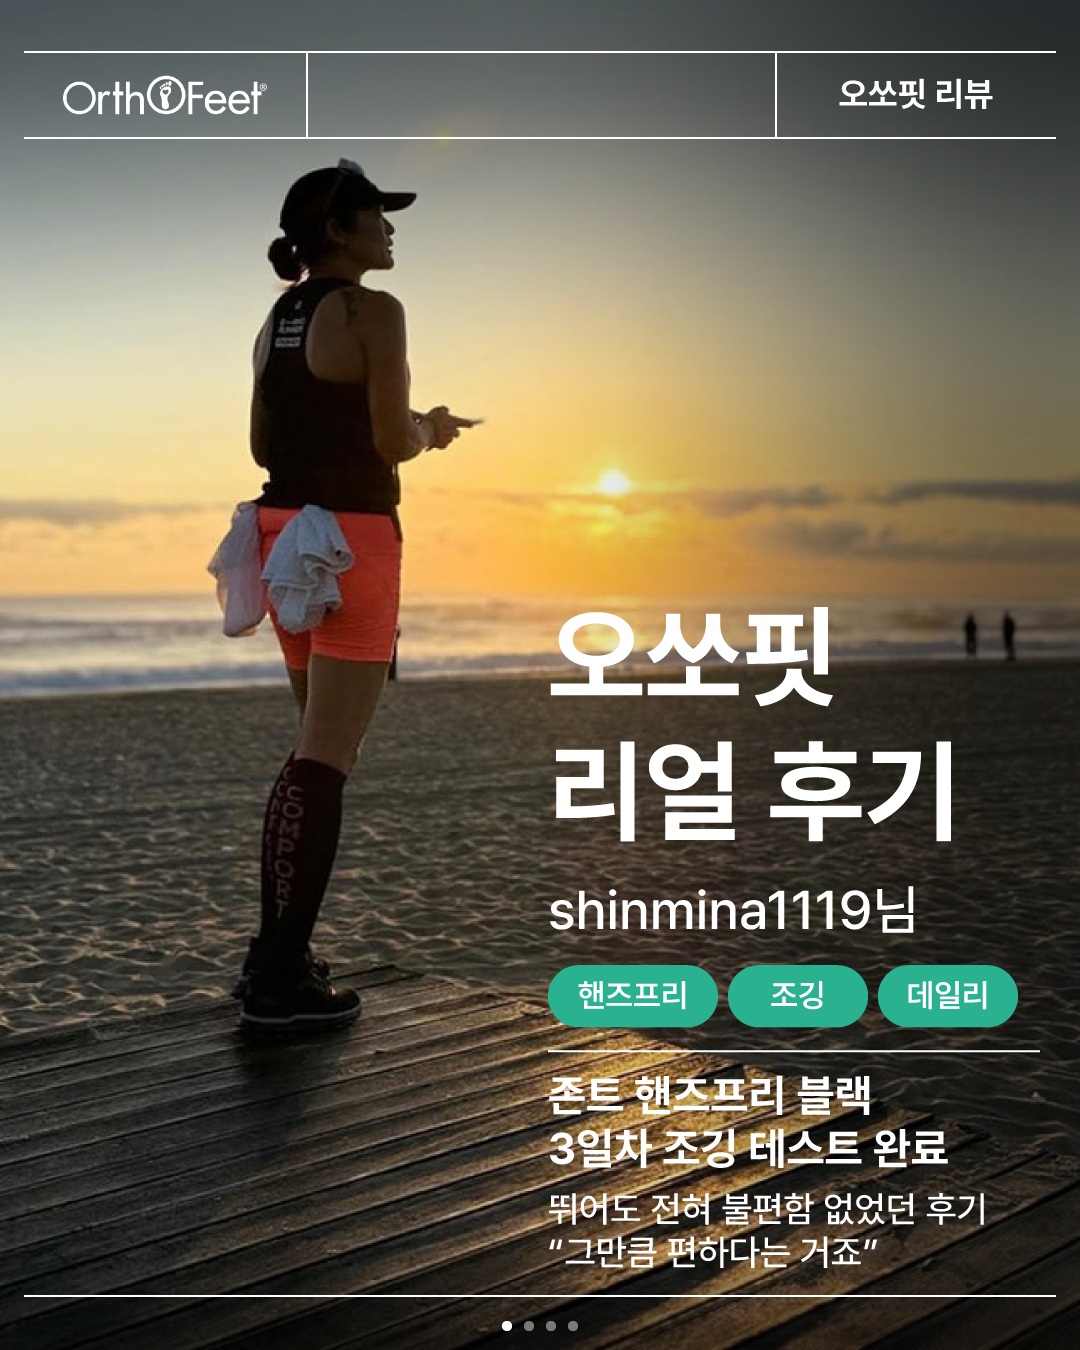 OrthOFeet®
오쏘핏 리뷰
오쏘핏
리얼 후기
shinmina1119님
핸즈프리 조깅 데일리
존트 핸즈프리 블랙
3일차 조깅 테스트 완료
뛰어도 전혀 불편함 없었던 후기
“그만큼 편하다는 거죠”
COMPORT